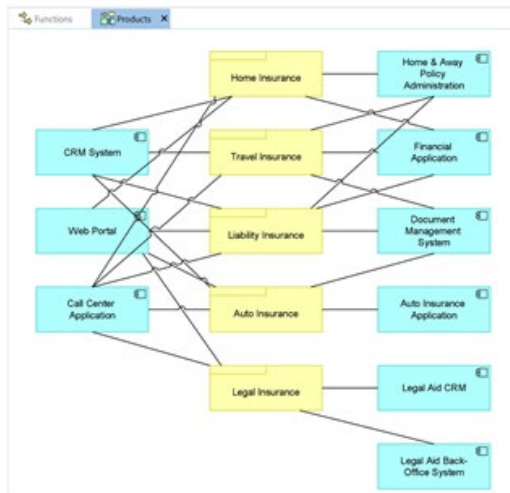 Functions
Products
Home Insurance
Home & Away
Policy
Administration
CRM System
Travel Insurance
Financial
Application
Web Portal
Liability Insurance
Document
Management
System
Call Center
Application
Auto Insurance
Auto Insurance
Application
Legal Insurance
Legal Aid CRM
Legal Aid Back-
Office System